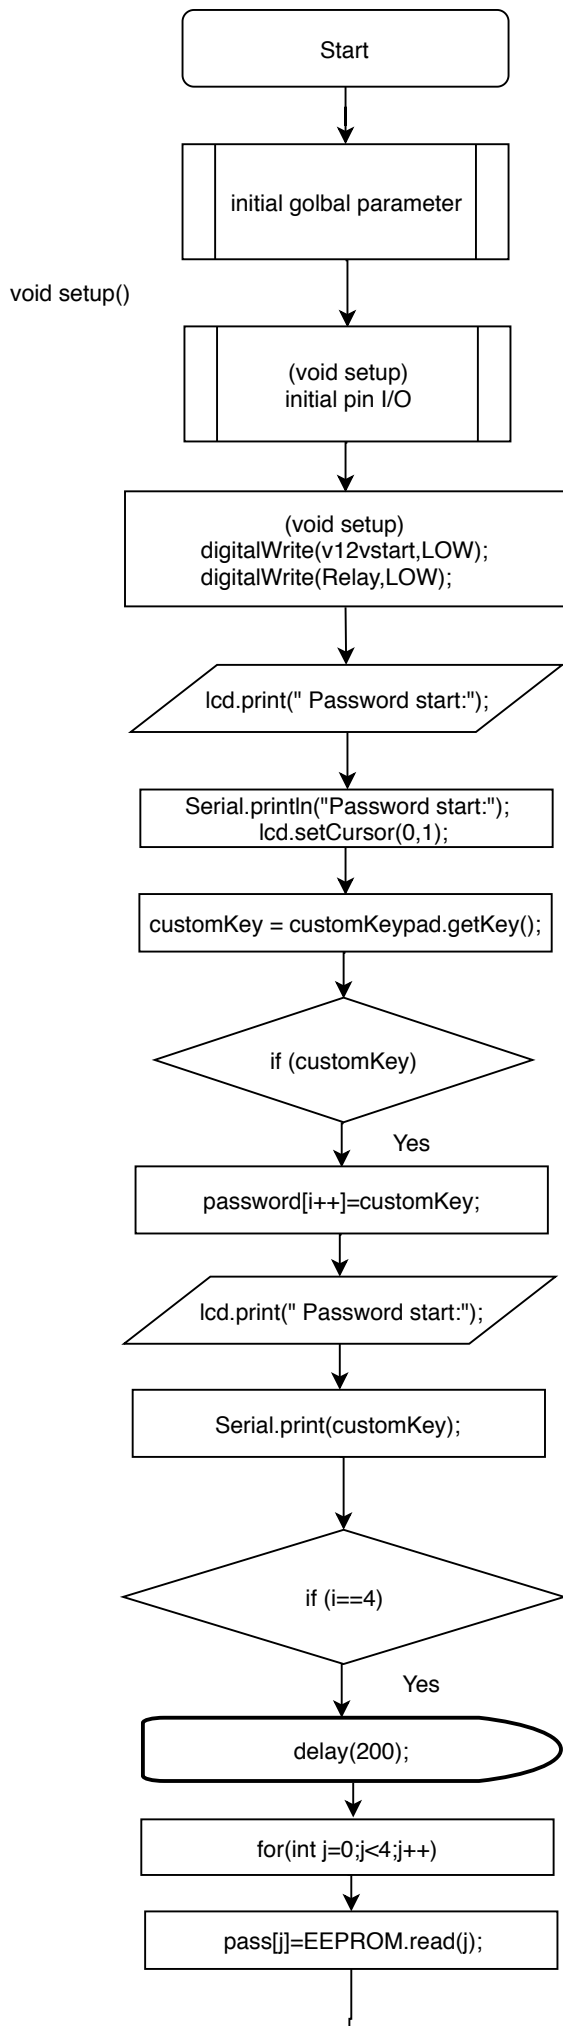 Start
initial golbal parameter
void setup()
(void setup)
initial pin I/O
(void setup)
digitalWrite(v12vstart,LOW);
digitalWrite(Relay,LOW);
lcd.print(" Password start:");
Serial.println("Password start:");
lcd.setCursor(0,1);
customKey = customKeypad.getKey();
if (customKey)
Yes
password[i++]=customKey;
lcd.print(" Password start:");
Serial.print(customKey);
if (i==4)
Yes
delay(200);
for(int j=0;j<4;j++)
pass[j]=EEPROM.read(j);